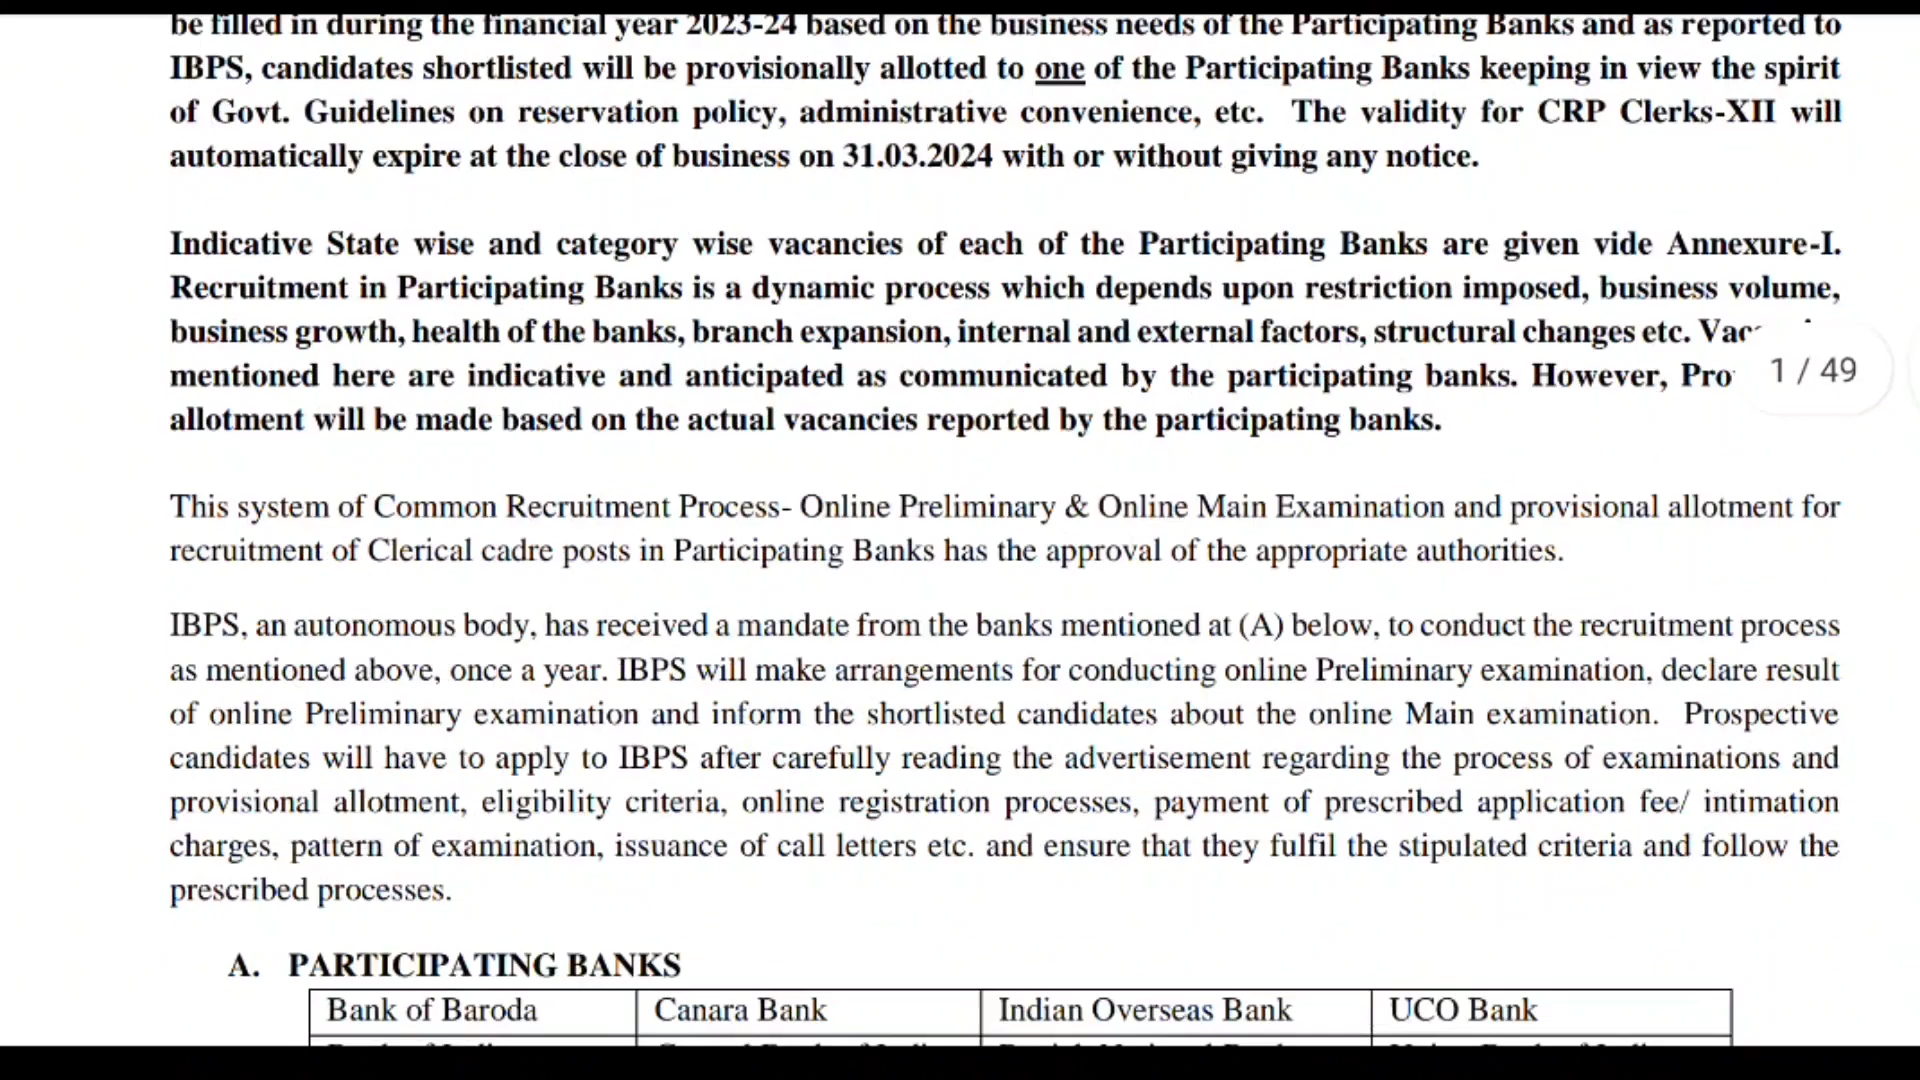 be filled in during the financial year 2023-24 based on the business needs of the Participating Banks and as reported to
IBPS, candidates shortlisted will be provisionally allotted to one of the Participating Banks keeping in view the spirit
of Govt. Guidelines on reservation policy, administrative convenience, etc. The validity for CRP Clerks-XII will
automatically expire at the close of business on 31.03.2024 with or without giving any notice.
Indicative State wise and category wise vacancies of each of the Participating Banks are given vide Annexure-I.
Recruitment in Participating Banks is a dynamic process which depends upon restriction imposed, business volume,
business growth, health of the banks, branch expansion, internal and external factors, structural changes etc.
mentioned here are indicative and anticipated as communicated by the participating banks. However,
1 / 49
allotment will be made based on the actual vacancies reported by the participating banks.
This system of Common Recruitment Process- Online Preliminary & Online Main Examination and provisional allotment for
recruitment of Clerical cadre posts in Participating Banks has the approval of the appropriate authorities.
IBPS, an autonomous body, has received a mandate from the banks mentioned at (A) below, to conduct the recruitment process
as mentioned above, once a year. IBPS will make arrangements for conducting online Preliminary examination, declare result
of online Preliminary examination and inform the shortlisted candidates about the online Main examination. Prospective
candidates will have to apply to IBPS after carefully reading the advertisement regarding the process of examinations and
provisional allotment, eligibility criteria, online registration processes, payment of prescribed application fee/ intimation
charges, pattern of examination, issuance of call letters etc. and ensure that they fulfil the stipulated criteria and follow the
prescribed processes.
A. PARTICIPATING BANKS
Bank of Baroda Canara Bank Indian Overseas Bank UCO Bank